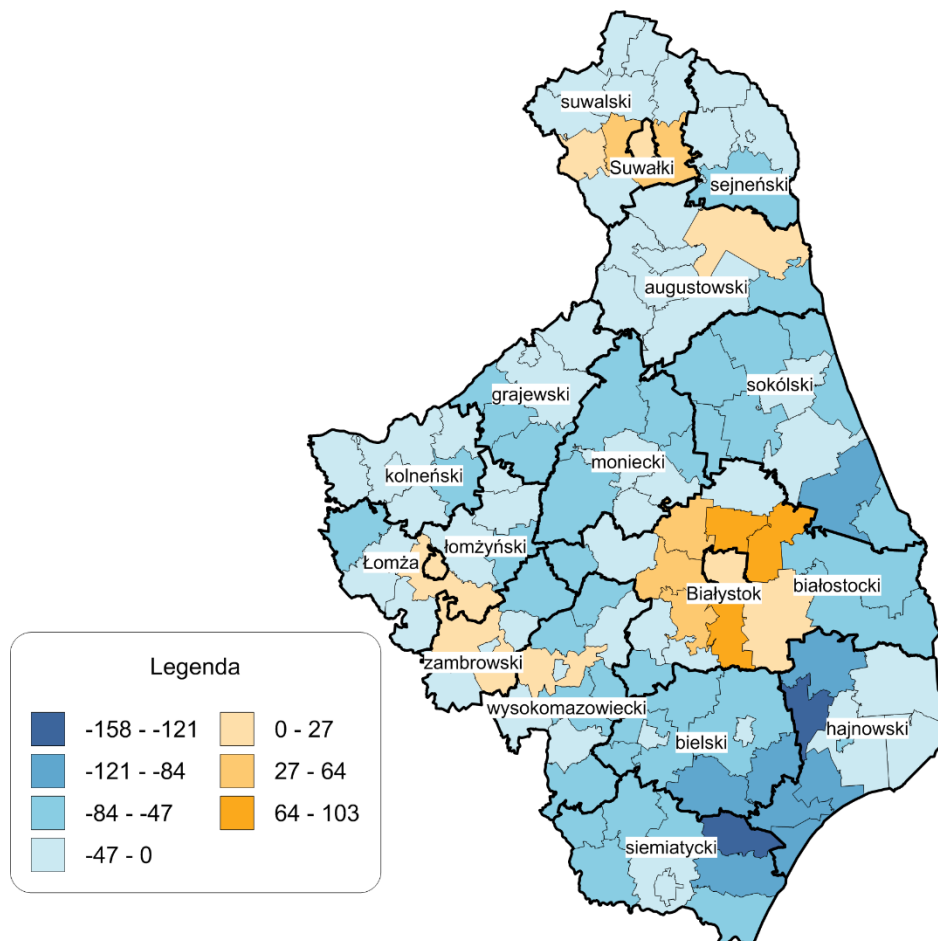 suwalski
Suwałki
sejneński
augustowski
sokólski
grajewski
moniecki
kolneński
łomżyński
Łomża
Białystok
białostocki
zambrowski
wysokomazowiecki
bielski
hajnowski
siemiatycki
Legenda
-158 - -121
-121 - -84
-84 - -47
-47 - 0
0 - 27
27 - 64
64 - 103